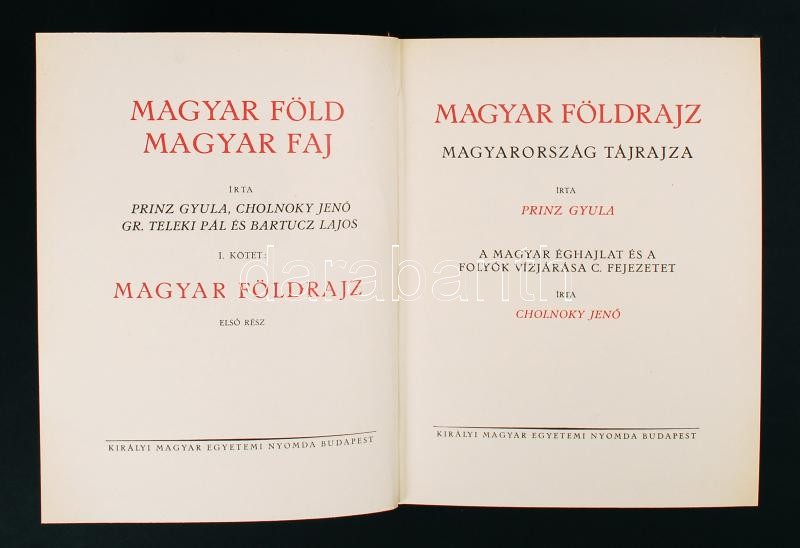 MAGYAR FÖLD
MAGYAR FAJ
ÍRTA
PRINZ GYULA, CHOLNOKY JENŐ
GR. TELEKI PÁL ÉS BARTUCZ LAJOS
I. KÖTET:
MAGYAR FÖLDRAJZ
ELSŐ RÉSZ
KIRÁLYI MAGYAR EGYETEMI NYOMDA BUDAPEST
MAGYAR FÖLDRAJZ
MAGYARORSZÁG TÁJRAJZA
ÍRTA
PRINZ GYULA
A MAGYAR ÉGHAJLAT ÉS A
FOLYÓK VÍZJÁRÁSA C. FEJEZETET
ÍRTA
CHOLNOKY JENŐ
KIRÁLYI MAGYAR EGYETEMI NYOMDA BUDAPEST
darabanth